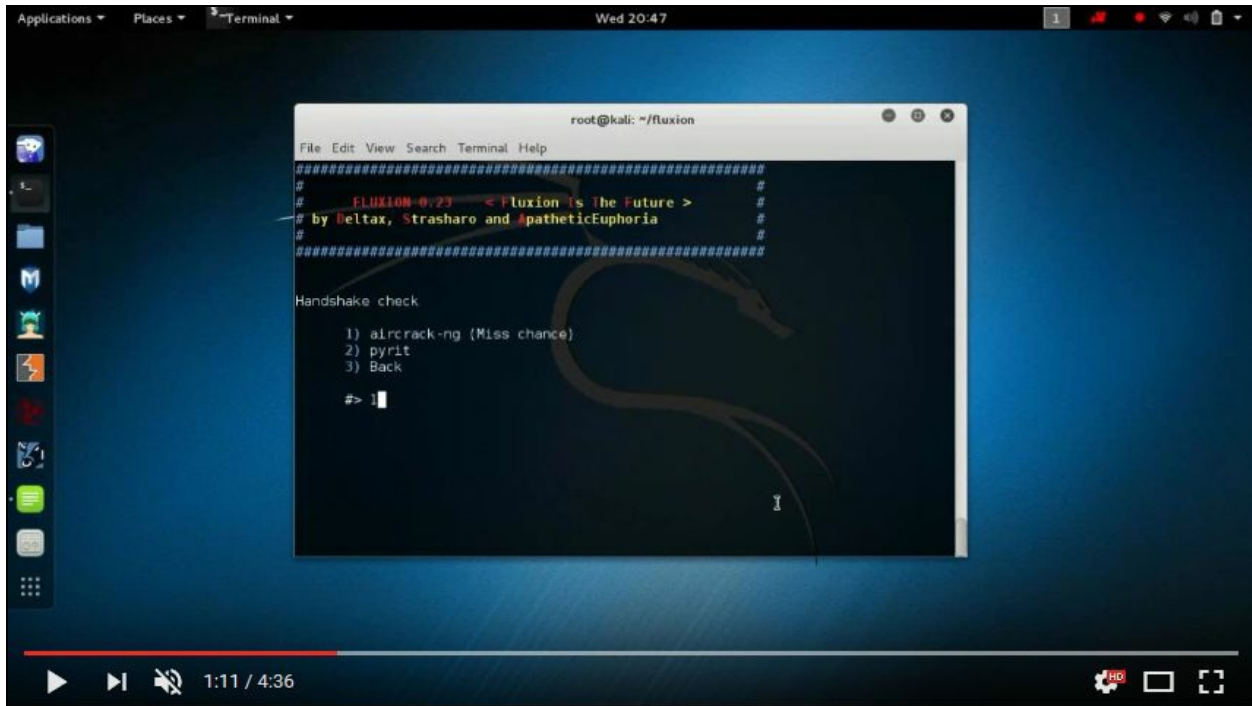 Applications Places Terminal Wed 20:47 1
root@kali: ~/fluxion
File Edit View Search Terminal Help
#########################################################
# #
# FLUXION 0.23 < Fluxion Is The Future > #
# by Deltax, Strasharo and ApatheticEuphoria #
# #
#########################################################
Handshake check
1) aircrack-ng (Miss chance)
2) pyrit
3) Back
#> 1
1:11 / 4:36 HD